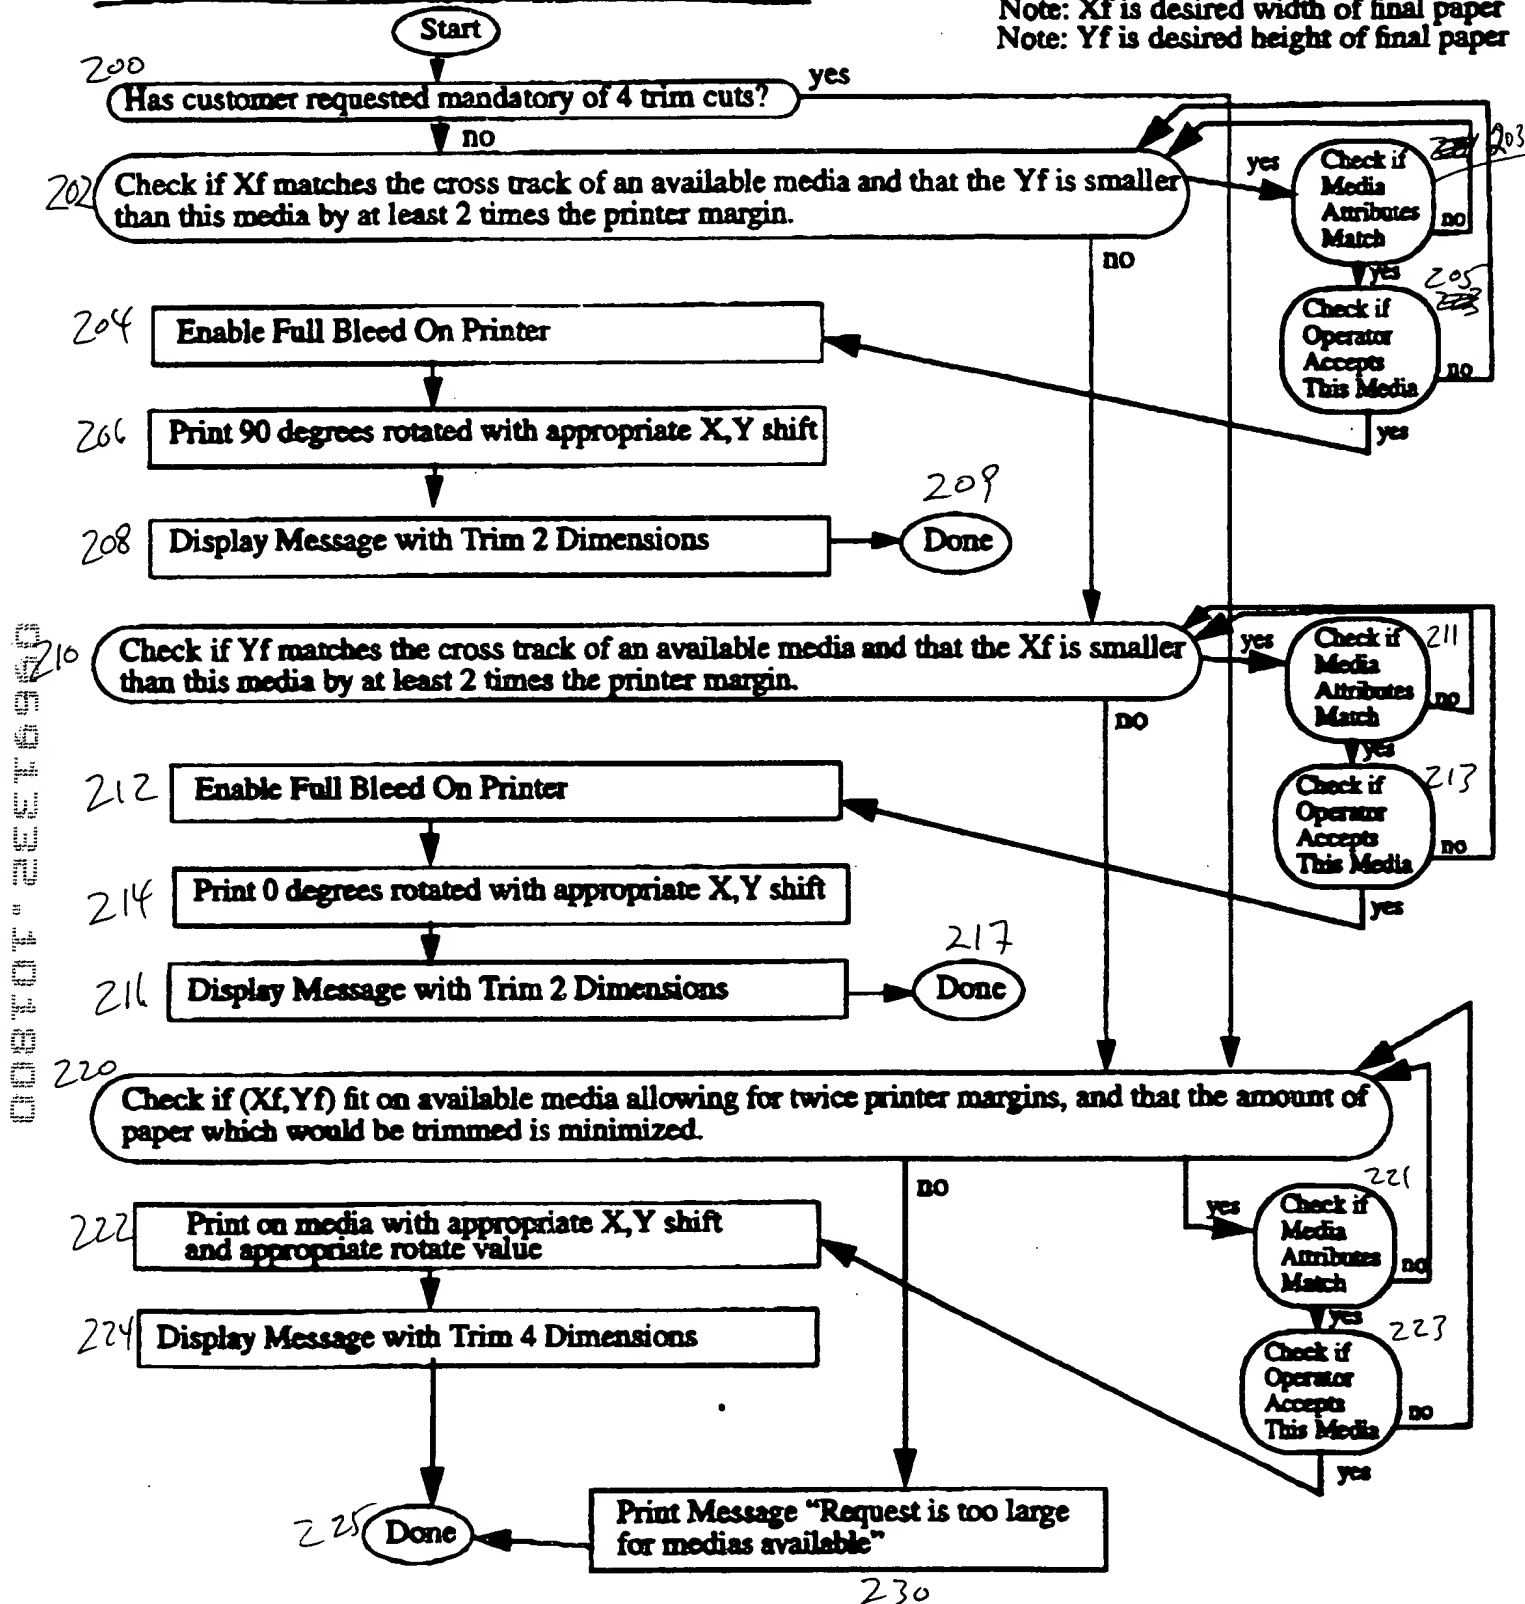 Note: Xf is desired width of final paper
Note: Yf is desired height of final paper
Start
200
Has customer requested mandatory of 4 trim cuts?
yes
no
202
Check if Xf matches the cross track of an available media and that the Yf is smaller
than this media by at least 2 times the printer margin.
yes
Check if
Media
Attributes
Match
203
no
no
yes
205
Check if
Operator
Accepts
This Media
no
yes
204
Enable Full Bleed On Printer
206
Print 90 degrees rotated with appropriate X,Y shift
208
Display Message with Trim 2 Dimensions
209
Done
210
Check if Yf matches the cross track of an available media and that the Xf is smaller
than this media by at least 2 times the printer margin.
yes
Check if
Media
Attributes
Match
211
no
no
yes
213
Check if
Operator
Accepts
This Media
no
yes
212
Enable Full Bleed On Printer
214
Print 0 degrees rotated with appropriate X,Y shift
216
Display Message with Trim 2 Dimensions
217
Done
220
Check if (Xf,Yf) fit on available media allowing for twice printer margins, and that the amount of
paper which would be trimmed is minimized.
no
yes
221
Check if
Media
Attributes
Match
no
yes
223
Check if
Operator
Accepts
This Media
no
yes
222
Print on media with appropriate X,Y shift
and appropriate rotate value
224
Display Message with Trim 4 Dimensions
225
Done
Print Message “Request is too large
for medias available”
230